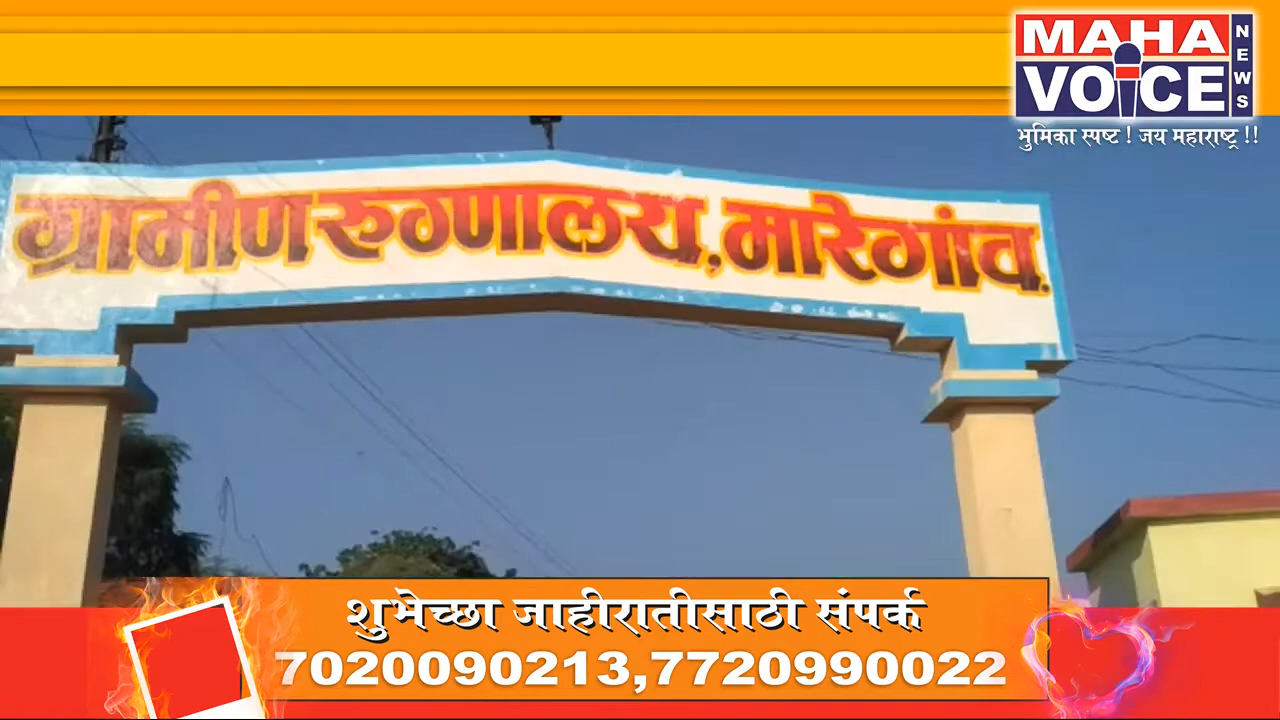 MAHA
VOICE
NEWS
भुमिका स्पष्ट ! जय महाराष्ट्र !!
ग्रामीण रुग्णालय, मारेगांव.
शुभेच्छा जाहीरातीसाठी संपर्क
7020090213,7720990022